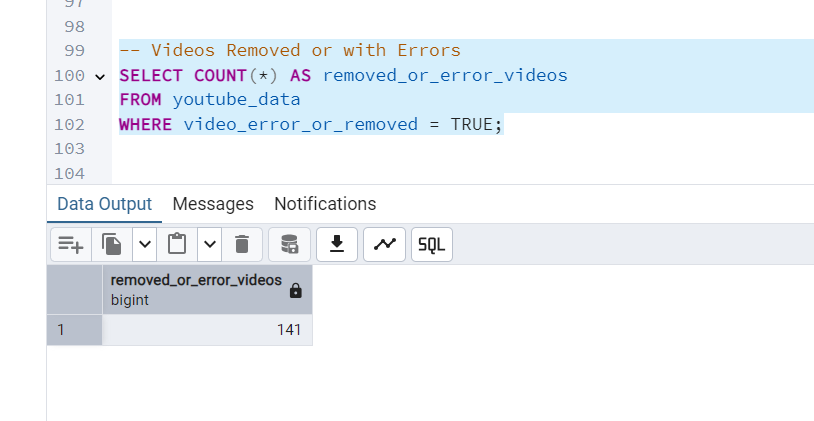 97
98
99 -- Videos Removed or with Errors
100 SELECT COUNT(*) AS removed_or_error_videos
101 FROM youtube_data
102 WHERE video_error_or_removed = TRUE;
103
104
Data Output Messages Notifications
SQL
removed_or_error_videos
bigint
1 141